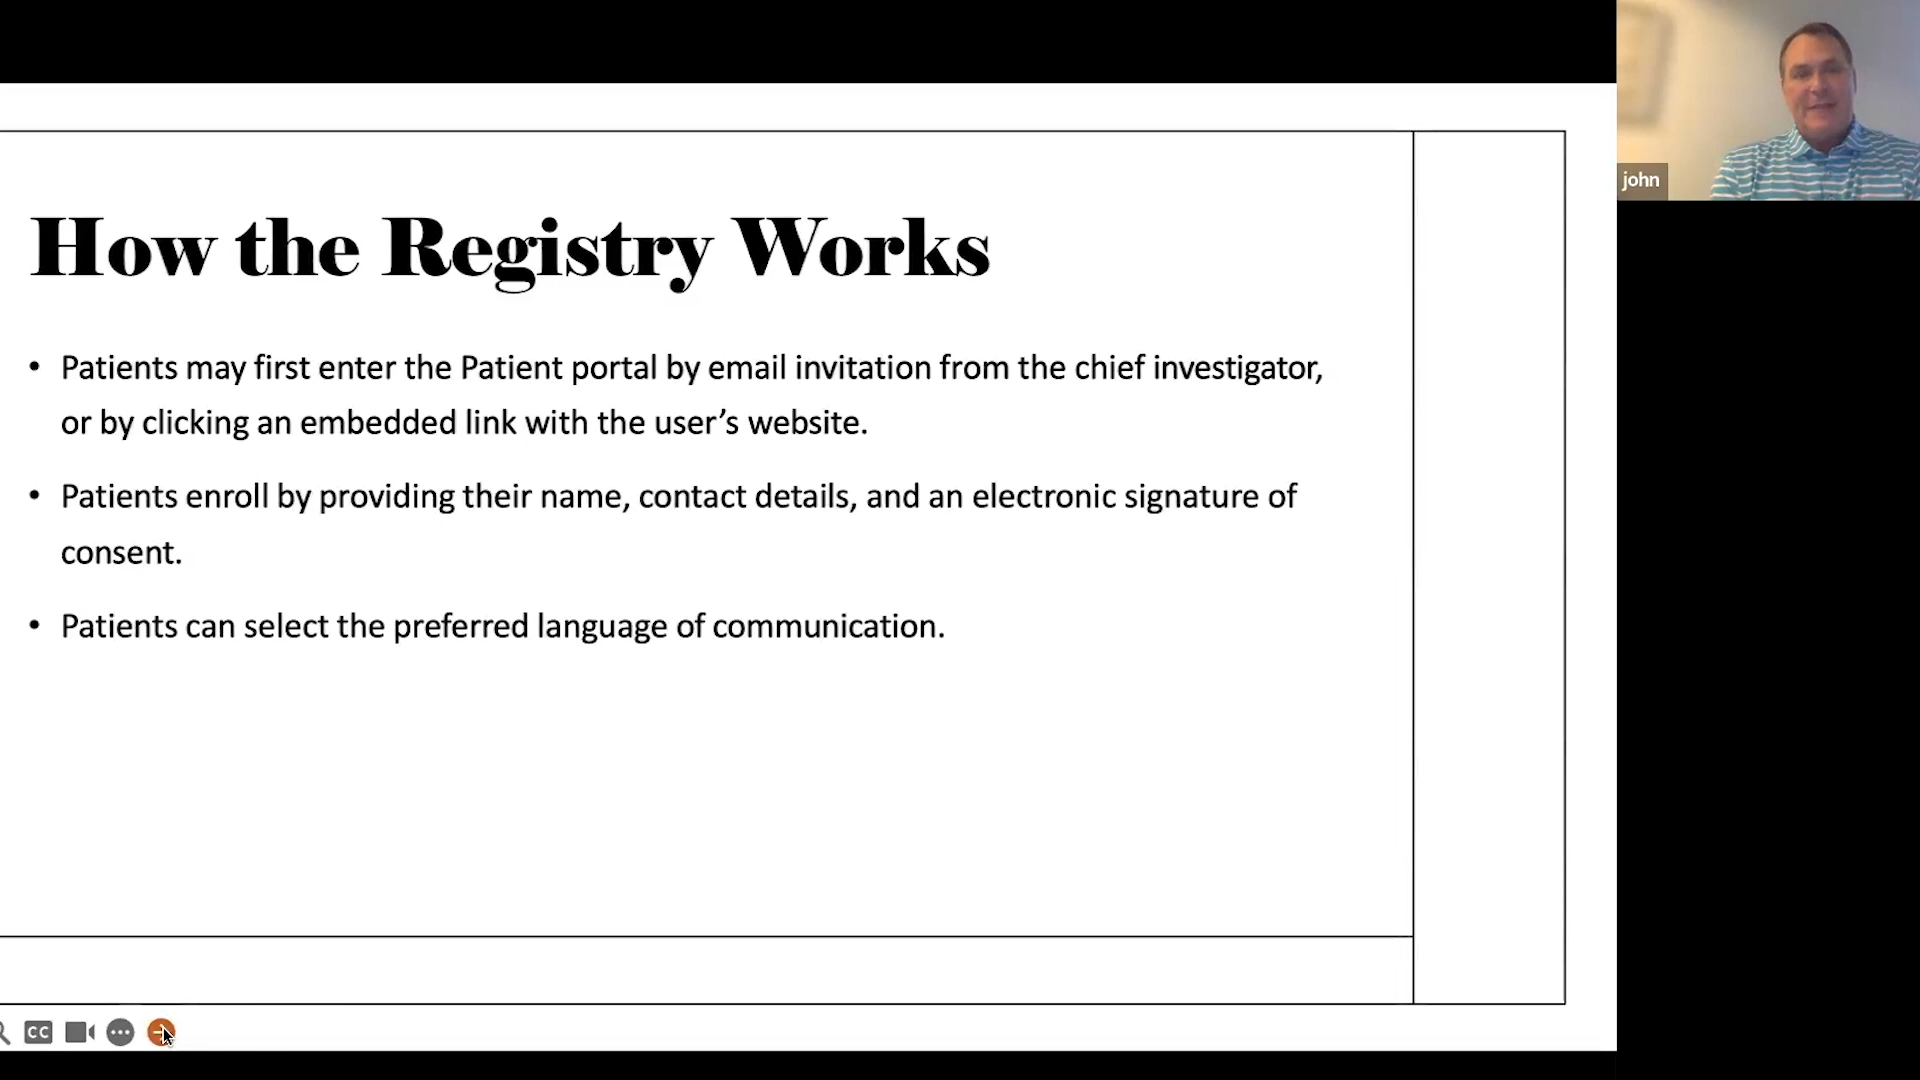 How the Registry Works
• Patients may first enter the Patient portal by email invitation from the chief investigator,
or by clicking an embedded link with the user’s website.
• Patients enroll by providing their name, contact details, and an electronic signature of
consent.
• Patients can select the preferred language of communication.
john
CC